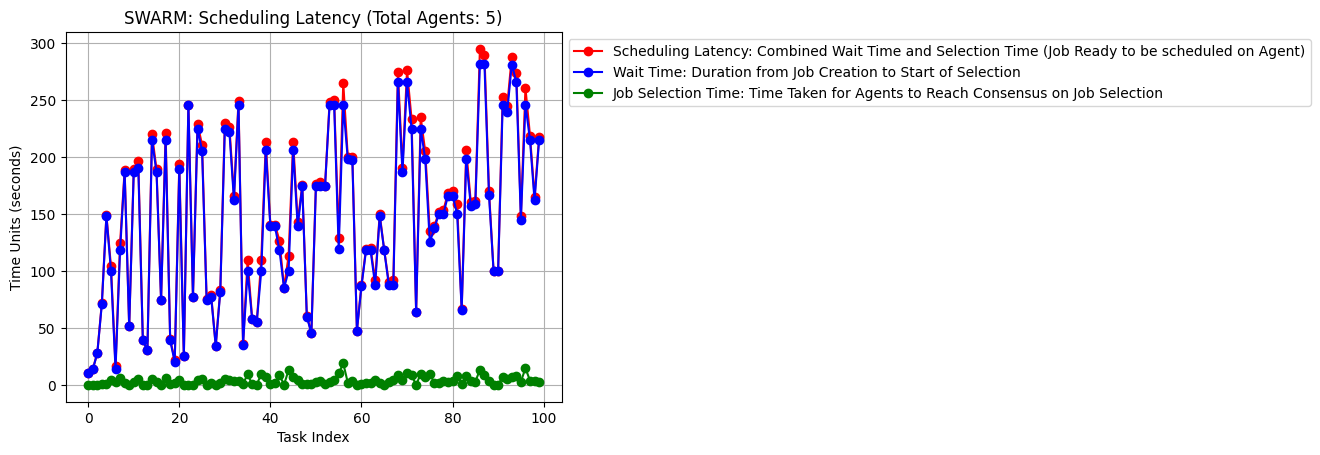 SWARM: Scheduling Latency (Total Agents: 5)
300
250
200
150
100
50
0
Time Units (seconds)
0 20 40 60 80 100
Task Index
Scheduling Latency: Combined Wait Time and Selection Time (Job Ready to be scheduled on Agent)
Wait Time: Duration from Job Creation to Start of Selection
Job Selection Time: Time Taken for Agents to Reach Consensus on Job Selection